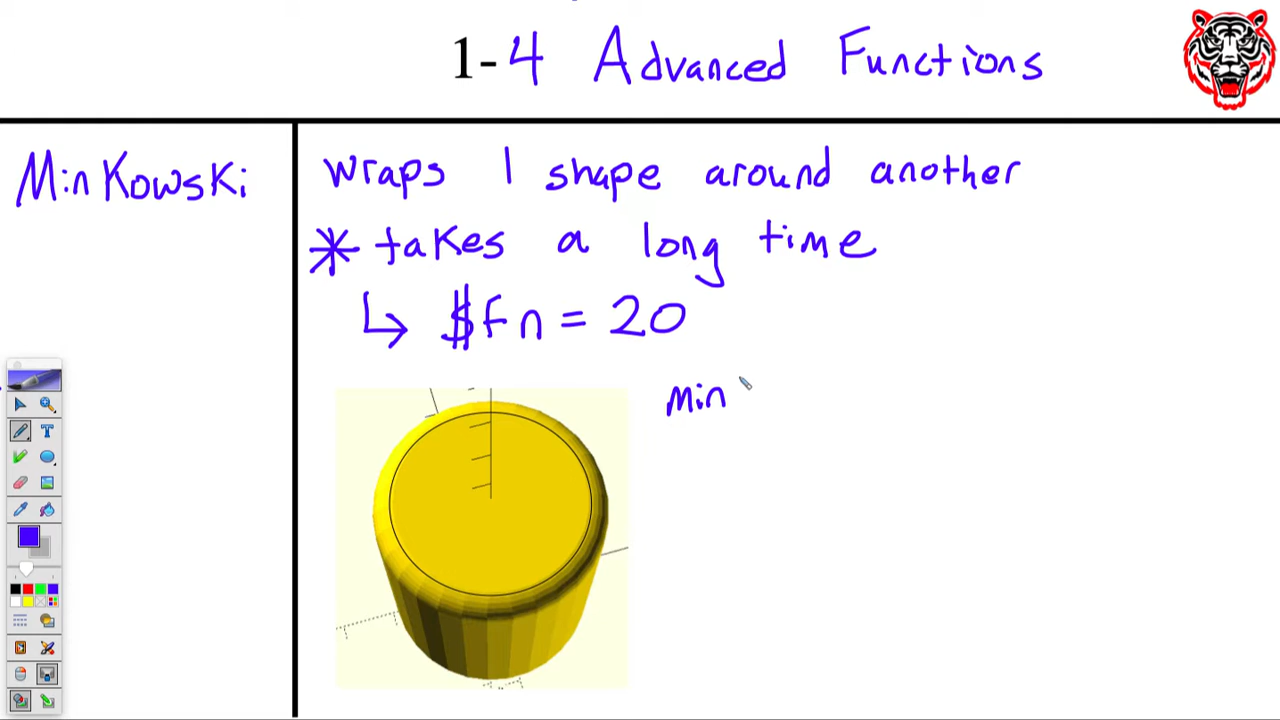 1-4 Advanced Functions
MinKowski
wraps 1 shape around another
* takes a long time
↳ $fn = 20
min